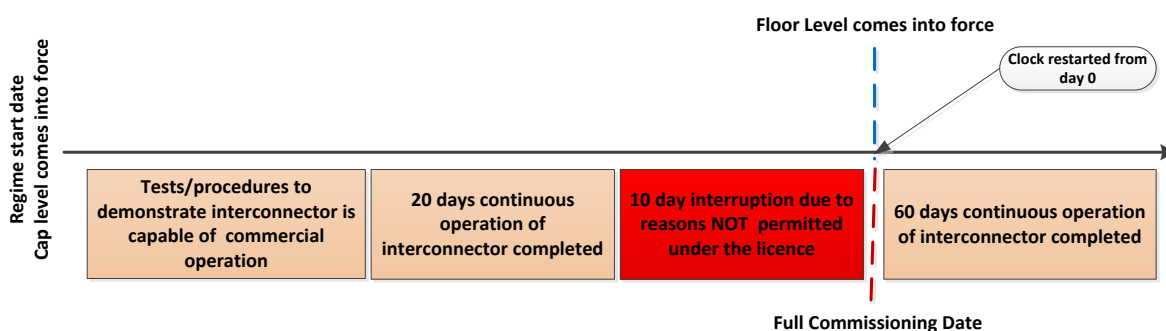 Regime start date
Cap level comes into force
Floor Level comes into force
Clock restarted from
day 0
Tests/procedures to
demonstrate interconnector is
capable of commercial
operation
20 days continuous
operation of
interconnector completed
10 day interruption due to
reasons NOT permitted
under the licence
60 days continuous operation
of interconnector completed
Full Commissioning Date